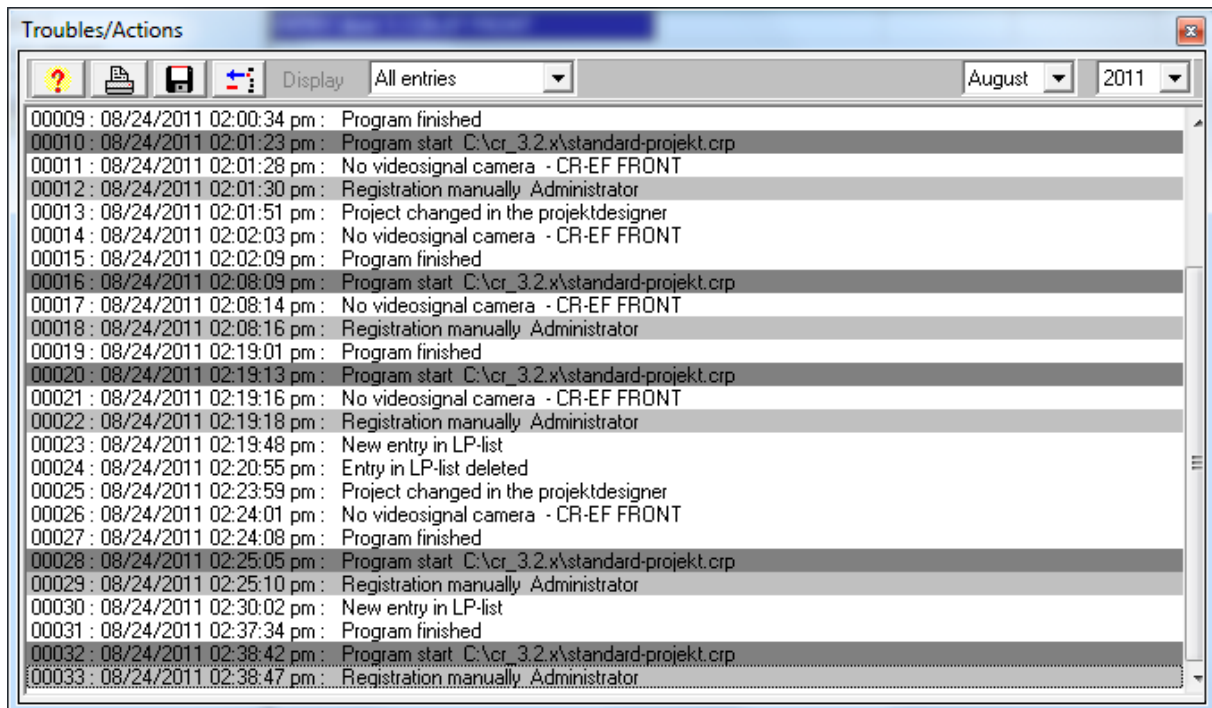 Troubles/Actions
Display All entries August 2011
00009 : 08/24/2011 02:00:34 pm : Program finished
00010 : 08/24/2011 02:01:23 pm : Program start C:\cr_3.2.x\standard-projekt.crp
00011 : 08/24/2011 02:01:28 pm : No videosignal camera - CR-EF FRONT
00012 : 08/24/2011 02:01:30 pm : Registration manually Administrator
00013 : 08/24/2011 02:01:51 pm : Project changed in the projektdesigner
00014 : 08/24/2011 02:02:03 pm : No videosignal camera - CR-EF FRONT
00015 : 08/24/2011 02:02:09 pm : Program finished
00016 : 08/24/2011 02:08:09 pm : Program start C:\cr_3.2.x\standard-projekt.crp
00017 : 08/24/2011 02:08:14 pm : No videosignal camera - CR-EF FRONT
00018 : 08/24/2011 02:08:16 pm : Registration manually Administrator
00019 : 08/24/2011 02:19:01 pm : Program finished
00020 : 08/24/2011 02:19:13 pm : Program start C:\cr_3.2.x\standard-projekt.crp
00021 : 08/24/2011 02:19:16 pm : No videosignal camera - CR-EF FRONT
00022 : 08/24/2011 02:19:18 pm : Registration manually Administrator
00023 : 08/24/2011 02:19:48 pm : New entry in LP-list
00024 : 08/24/2011 02:20:55 pm : Entry in LP-list deleted
00025 : 08/24/2011 02:23:59 pm : Project changed in the projektdesigner
00026 : 08/24/2011 02:24:01 pm : No videosignal camera - CR-EF FRONT
00027 : 08/24/2011 02:24:08 pm : Program finished
00028 : 08/24/2011 02:25:05 pm : Program start C:\cr_3.2.x\standard-projekt.crp
00029 : 08/24/2011 02:25:10 pm : Registration manually Administrator
00030 : 08/24/2011 02:30:02 pm : New entry in LP-list
00031 : 08/24/2011 02:37:34 pm : Program finished
00032 : 08/24/2011 02:38:42 pm : Program start C:\cr_3.2.x\standard-projekt.crp
00033 : 08/24/2011 02:38:47 pm : Registration manually Administrator